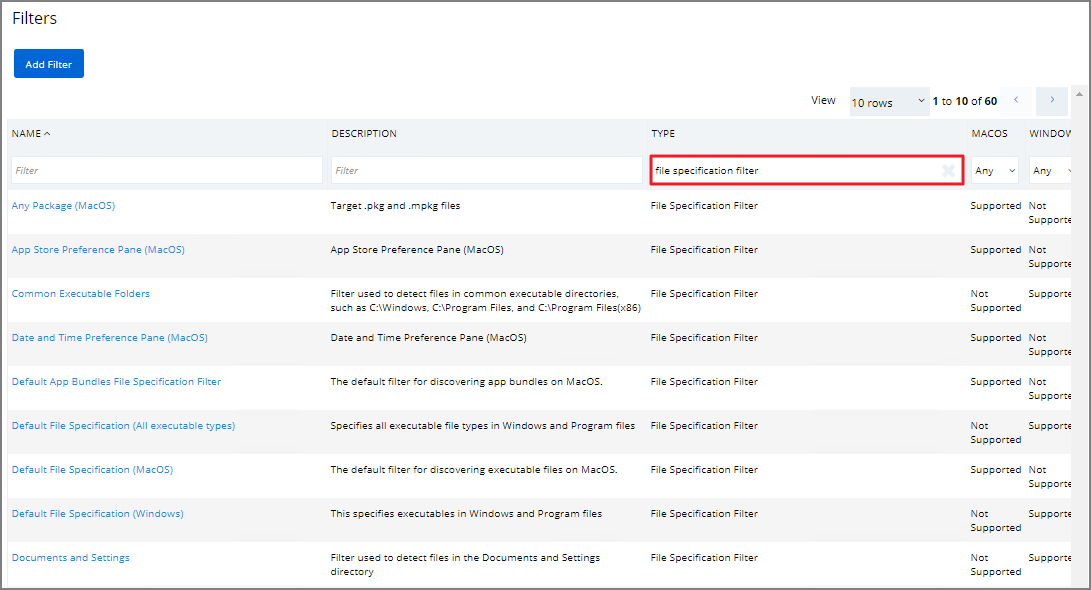 Filters
Add Filter
View 10 rows 1 to 10 of 60
NAME DESCRIPTION TYPE MACOS WINDOW
Filter Filter file specification filter Any Any
Any Package (MacOS) Target .pkg and .mpkg files File Specification Filter Supported Not
Supporte
App Store Preference Pane (MacOS) App Store Preference Pane (MacOS) File Specification Filter Supported Not
Supporte
Common Executable Folders Filter used to detect files in common executable directories, File Specification Filter Not Supporte
such as C:\Windows, C:\Program Files, and C:\Program Files(x86) Supported
Date and Time Preference Pane (MacOS) Date and Time Preference Pane (MacOS) File Specification Filter Supported Not
Supporte
Default App Bundles File Specification Filter The default filter for discovering app bundles on MacOS. File Specification Filter Supported Not
Supporte
Default File Specification (All executable types) Specifies all executable file types in Windows and Program files File Specification Filter Not Supporte
Supported
Default File Specification (MacOS) The default filter for discovering executable files on MacOS. File Specification Filter Supported Not
Supporte
Default File Specification (Windows) This specifies executables in Windows and Program files File Specification Filter Not Supporte
Supported
Documents and Settings Filter used to detect files in the Documents and Settings File Specification Filter Not Supporte
directory Supported